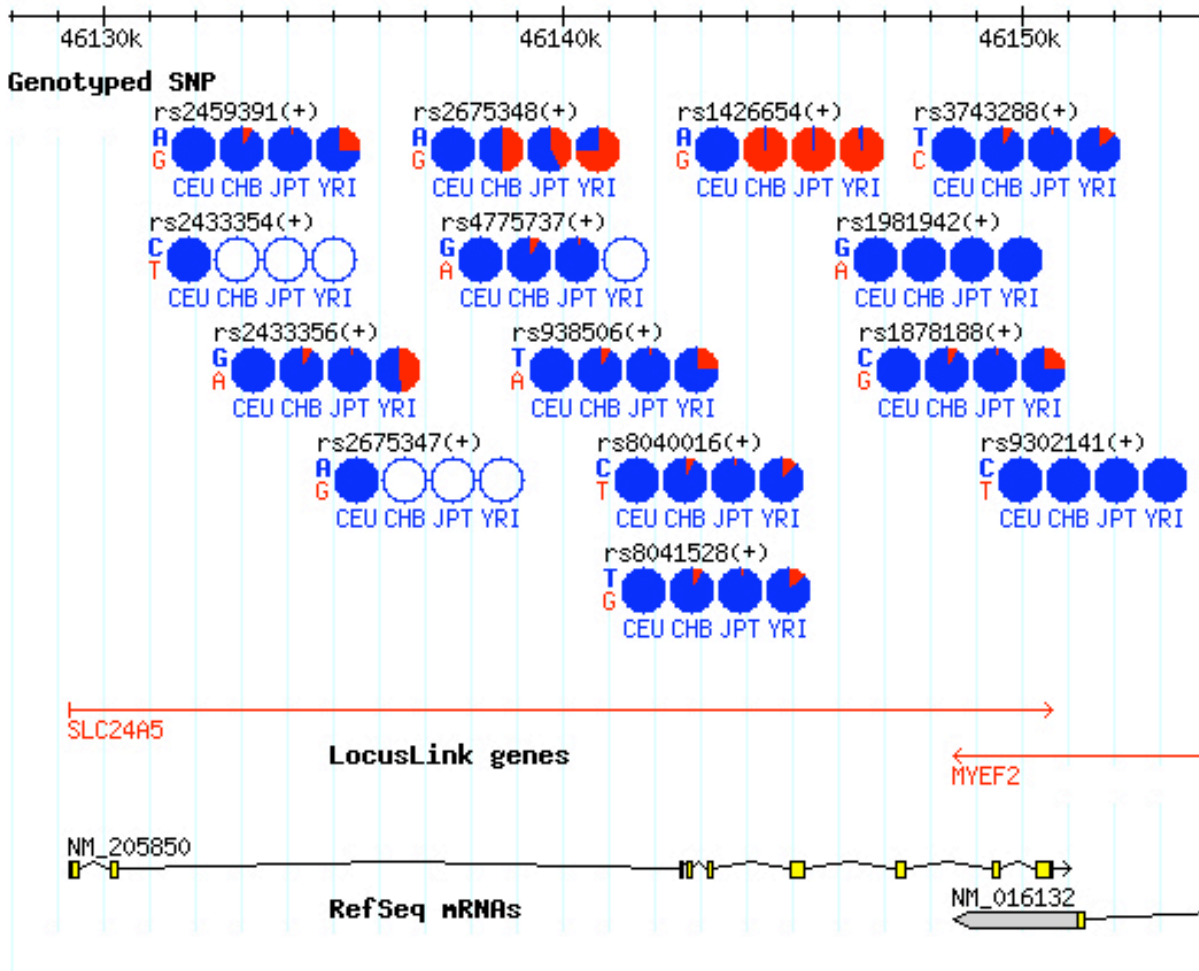 46130k 46140k 46150k
Genotyped SNP
rs2459391(+) rs2675348(+) rs1426654(+) rs3743288(+)
A A A T
G G G C
CEU CHB JPT YRI CEU CHB JPT YRI CEU CHB JPT YRI CEU CHB JPT YRI
rs2433354(+) rs4775737(+) rs1981942(+)
C G G
T A A
CEU CHB JPT YRI CEU CHB JPT YRI CEU CHB JPT YRI
rs2433356(+) rs938506(+) rs1878188(+)
G T C
A A G
CEU CHB JPT YRI CEU CHB JPT YRI CEU CHB JPT YRI
rs2675347(+) rs8040016(+) rs9302141(+)
A C C
G T T
CEU CHB JPT YRI CEU CHB JPT YRI CEU CHB JPT YRI
rs8041528(+)
T
G
CEU CHB JPT YRI
SLC24A5
LocusLink genes
MYEF2
NM_205850
NM_016132
RefSeq mRNAs